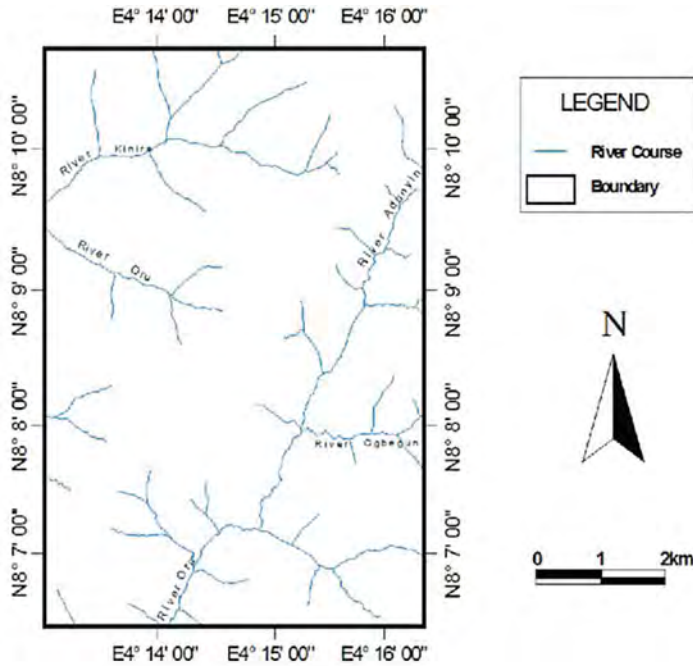 E4° 14' 00" E4° 15' 00" E4° 16' 00"
N8° 10' 00"
N8° 9' 00"
N8° 8' 00"
N8° 7' 00"
River Kinira
River Oru
River Adunyin
River Ogbegun
River Oru
N8° 10' 00"
N8° 9' 00"
N8° 8' 00"
N8° 7' 00"
E4° 14' 00" E4° 15' 00" E4° 16' 00"
LEGEND
River Course
Boundary
N
0 1 2km